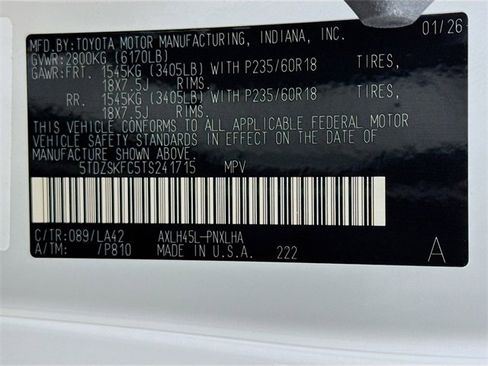 MFD.BY:TOYOTA MOTOR MANUFACTURING, INDIANA, INC. 01/26
GVWR:2800KG (6170LB)
GAWR:FRT. 1545KG (3405LB) WITH P235/60R18 TIRES,
18X7.5J RIMS.
RR. 1545KG (3405LB) WITH P235/60R18 TIRES,
18X7.5J RIMS.
THIS VEHICLE CONFORMS TO ALL APPLICABLE FEDERAL MOTOR
VEHICLE SAFETY STANDARDS IN EFFECT ON THE DATE OF
MANUFACTURE SHOWN ABOVE.
5TDZSKFC5TS241715 MPV
C/TR:089/LA42 AXLH45L-PNXLHA
A/TM: /P810 MADE IN U.S.A. 222 A